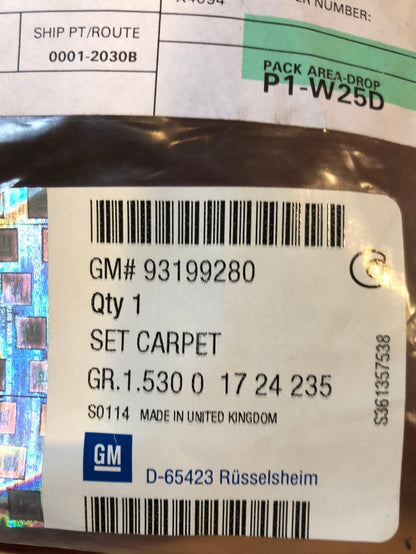 NUMBER:
SHIP PT/ROUTE
0001-2030B
PACK AREA-DROP
P1-W25D
GM# 93199280
Qty 1
SET CARPET
GR.1.530 0 17 24 235
S0114 MADE IN UNITED KINGDOM
GM
D-65423 Rüsselsheim
S361357538